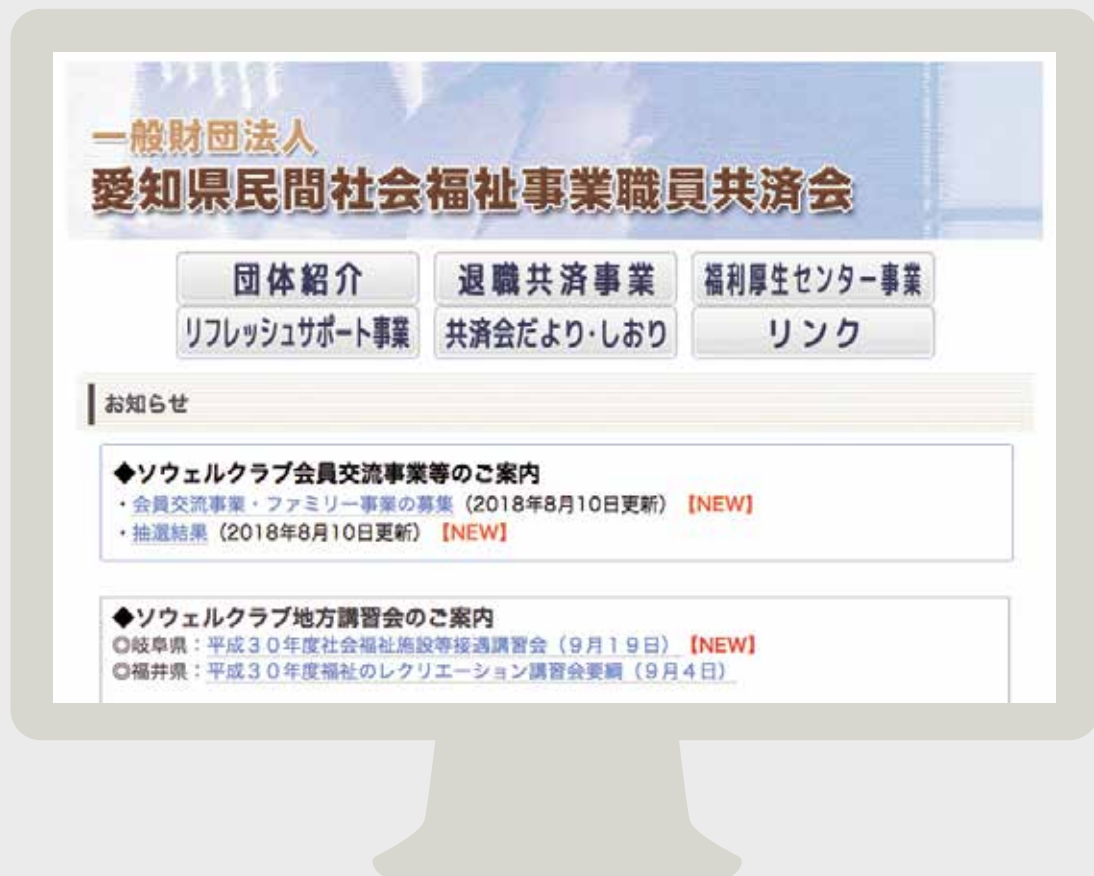 一般財団法人
愛知県民間社会福祉事業職員共済会
団体紹介 退職共済事業 福利厚生センター事業
リフレッシュサポート事業 共済会だより・しおり リンク
お知らせ
◆ソウェルクラブ会員交流事業等のご案内
・会員交流事業・ファミリー事業の募集（2018年8月10日更新）【NEW】
・抽選結果（2018年8月10日更新）【NEW】
◆ソウェルクラブ地方講習会のご案内
◎岐阜県：平成３０年度社会福祉施設等接遇講習会（９月１９日）【NEW】
◎福井県：平成３０年度福祉のレクリエーション講習会要綱（９月４日）